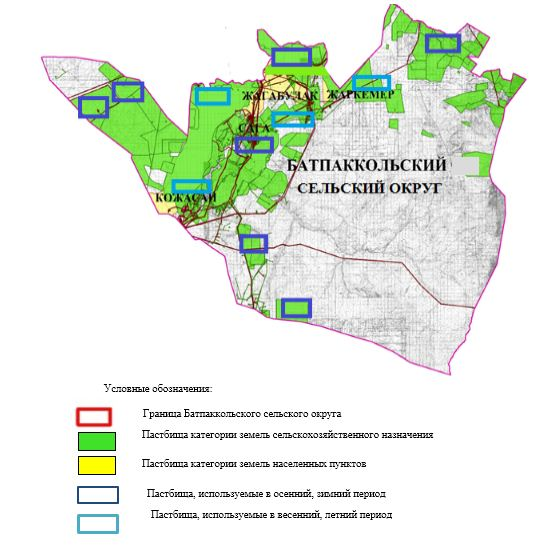 ЖАГАБУЛАК
ЖАРКЕМЕР
САГА
БАТПАККОЛЬСКИЙ
СЕЛЬСКИЙ ОКРУГ
КОЖАСАЙ
Условные обозначения:
Граница Батпаккольского сельского округа
Пастбища категории земель сельскохозяйственного назначения
Пастбища категории земель населенных пунктов
Пастбища, используемые в осенний, зимний период
Пастбища, используемые в весенний, летний период